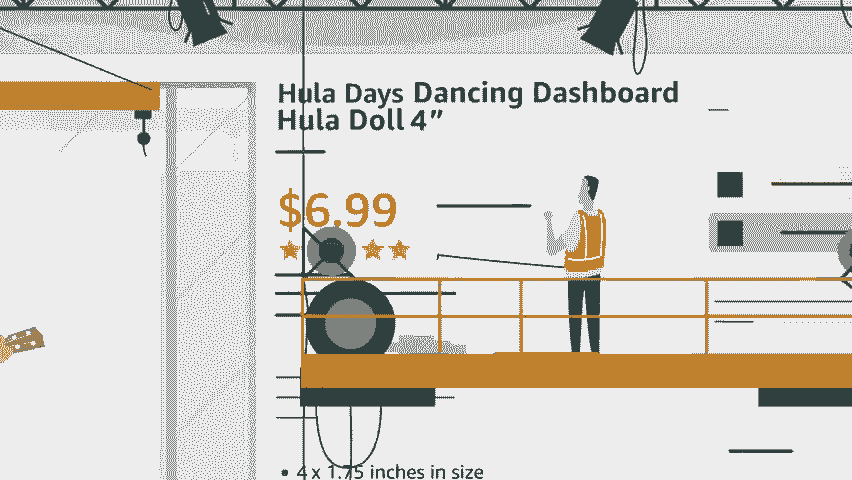 Hula Days Dancing Dashboard
Hula Doll 4”
$6.99
• 4 x 1.75 inches in size